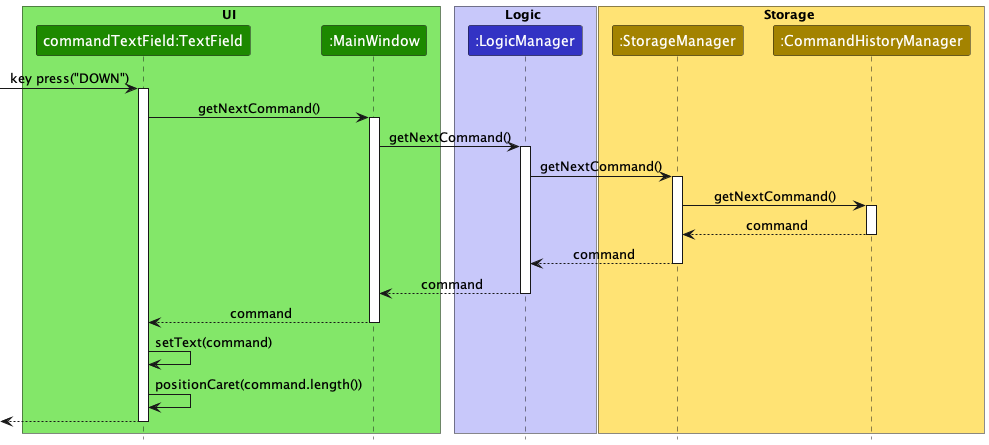 UI
Logic
Storage
commandTextField:TextField
:MainWindow
:LogicManager
:StorageManager
:CommandHistoryManager
key press("DOWN")
getNextCommand()
getNextCommand()
getNextCommand()
getNextCommand()
command
command
command
command
setText(command)
positionCaret(command.length())